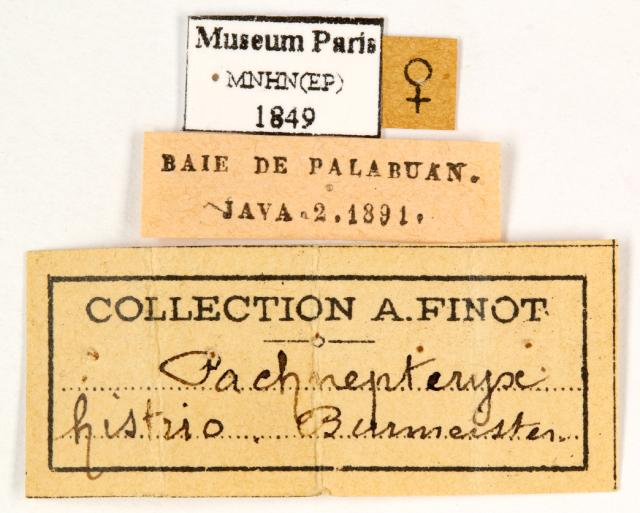 Museum Paris
MNHN(EP)
1849
♀
BAIE DE PALABUAN.
JAVA.2.1891.
COLLECTION A.FINOT
Pachnepteryx
histrio. Burmeister.